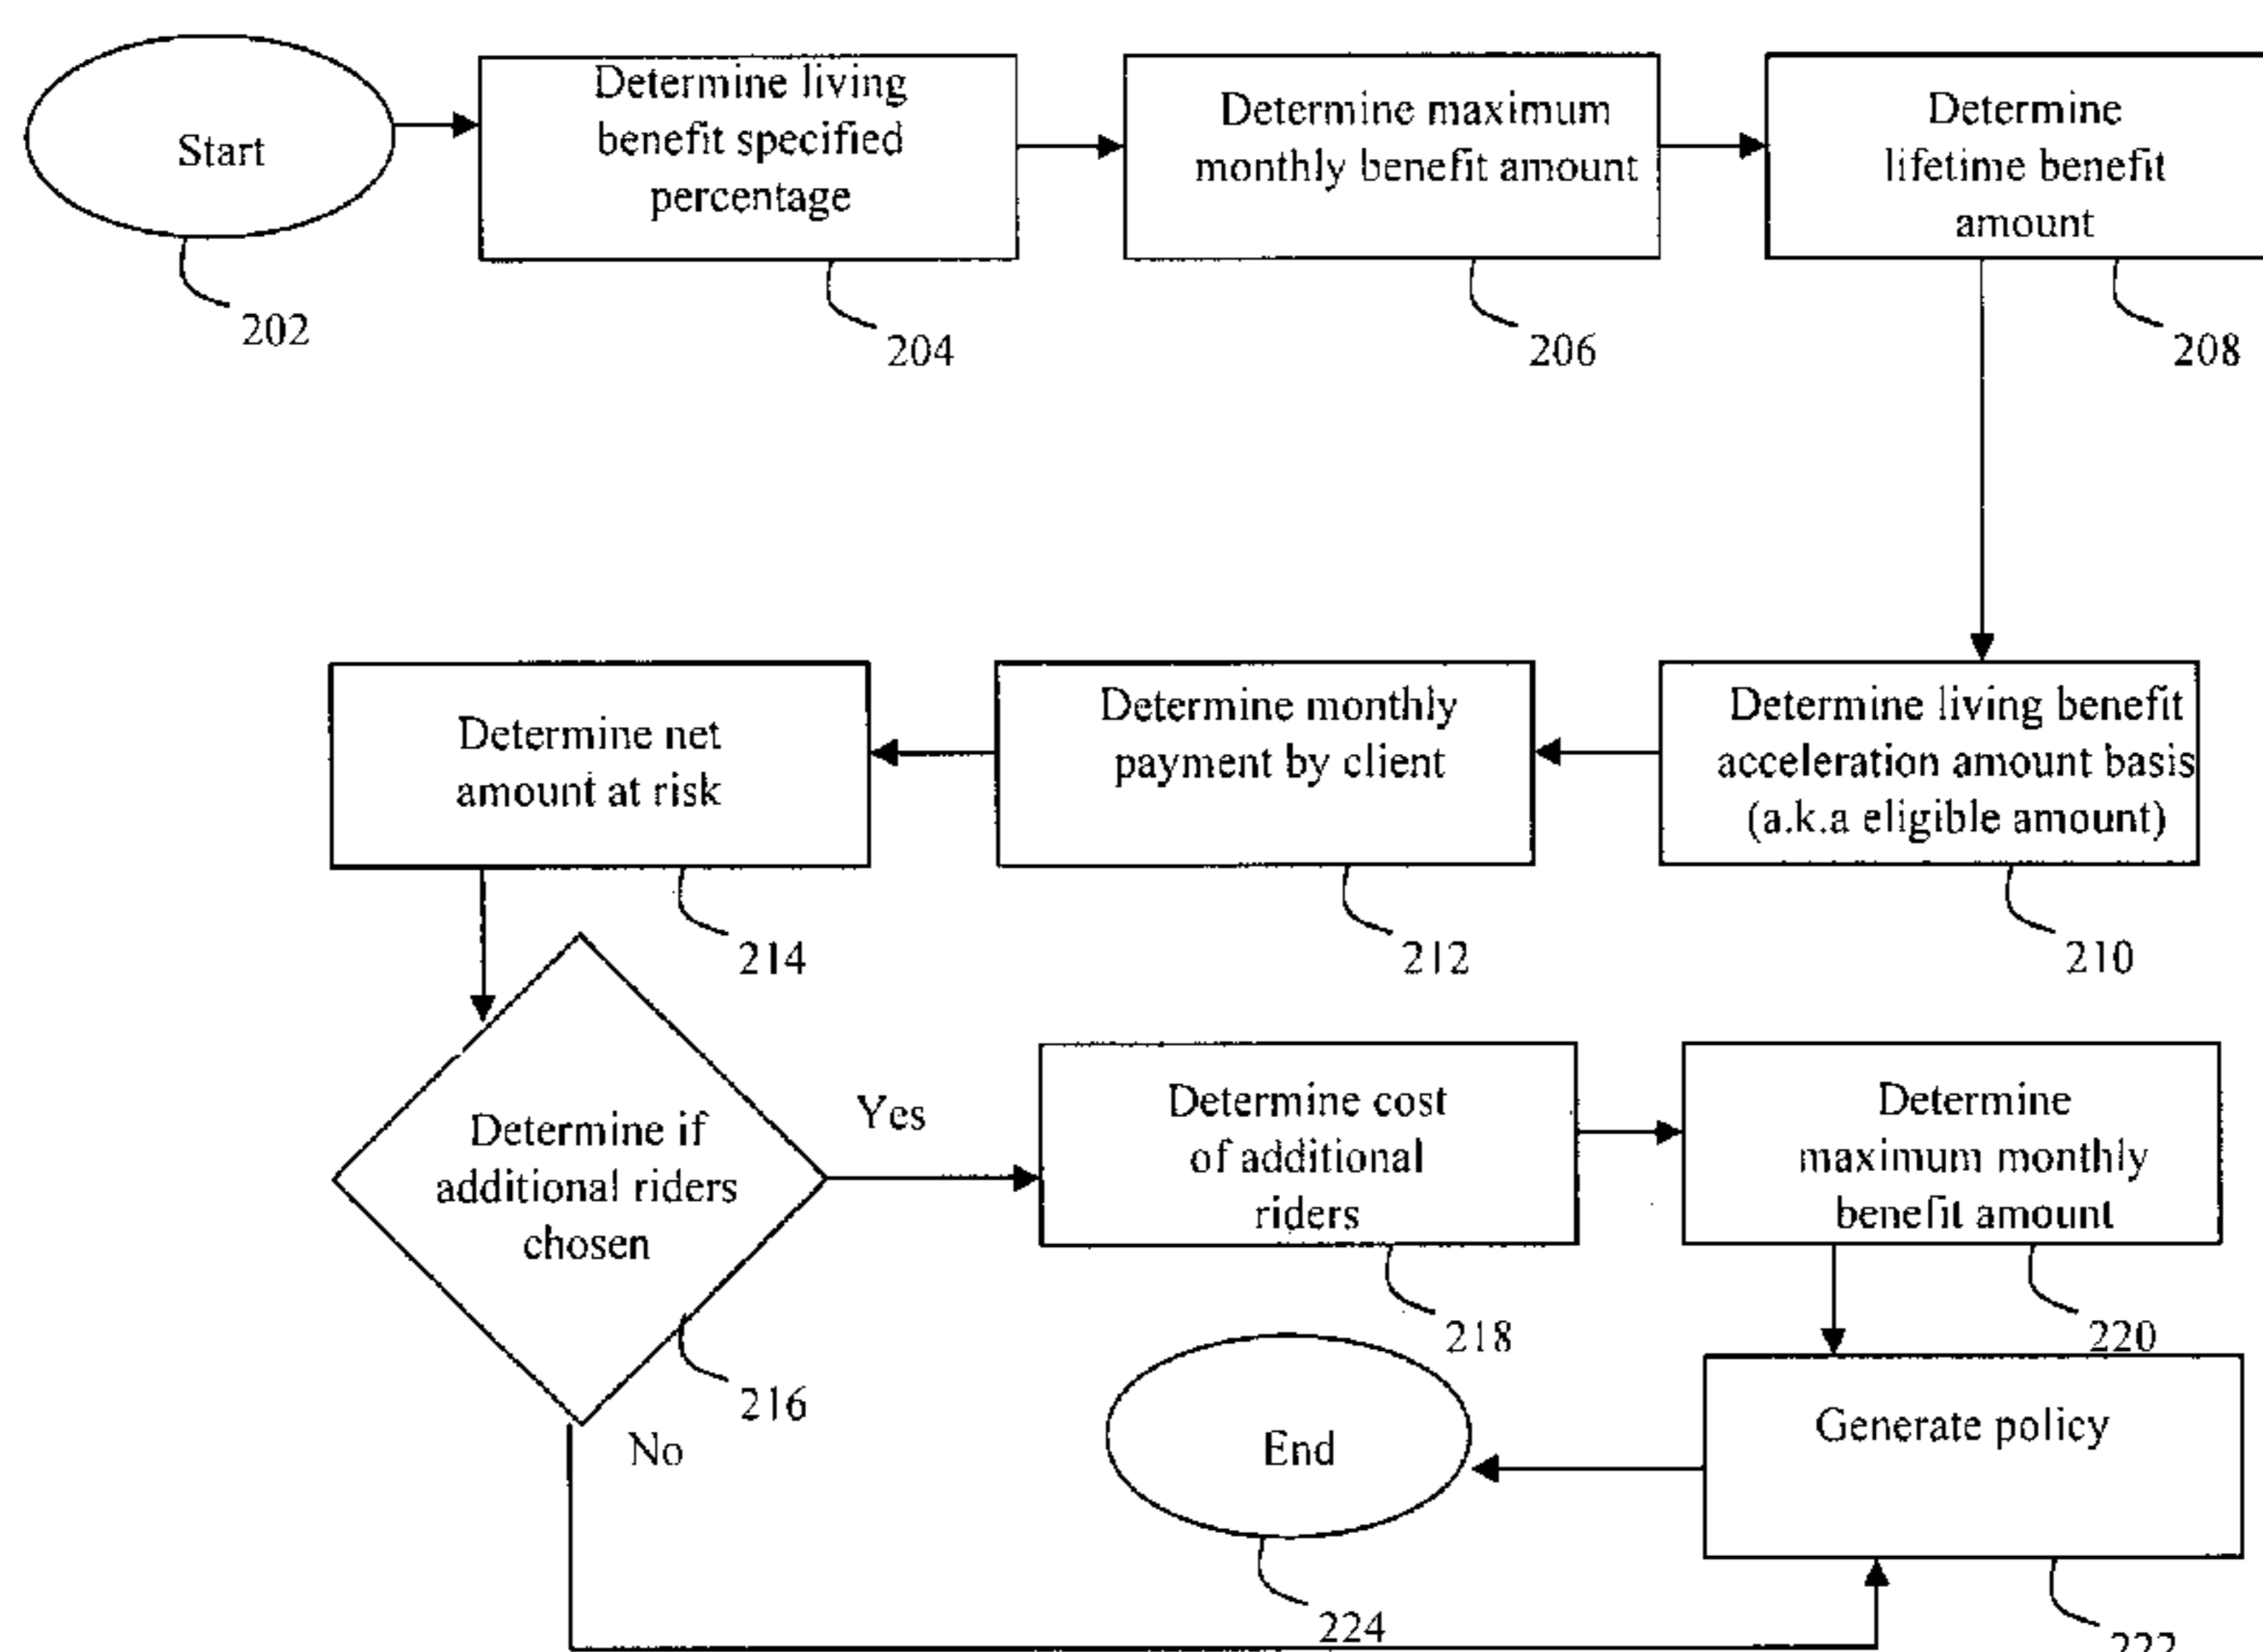 Start
202
Determine living
benefit specified
percentage
204
Determine maximum
monthly benefit amount
206
Determine
lifetime benefit
amount
208
Determine living benefit
acceleration amount basis
(a.k.a eligible amount)
210
Determine monthly
payment by client
212
Determine net
amount at risk
214
Determine if
additional riders
chosen
216
Yes
No
Determine cost
of additional
riders
218
Determine
maximum monthly
benefit amount
220
Generate policy
222
End
224